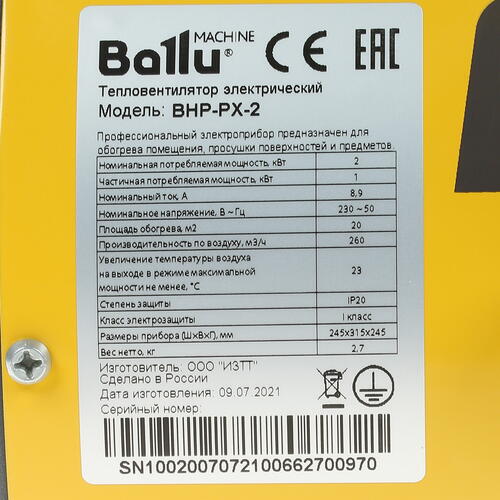 Ballu® MACHINE CE EAC
Тепловентилятор электрический
Модель: BHP-PX-2
Профессиональный электроприбор предназначен для
обогрева помещения, просушки поверхностей и предметов.
Номинальная потребляемая мощность, кВт 2
Частичная потребляемая мощность, кВт 1
Номинальный ток, А 8,9
Номинальное напряжение, В ~ Гц 230 ~ 50
Площадь обогрева, м2 20
Производительность по воздуху, м3/ч 260
Увеличение температуры воздуха
на выходе в режиме максимальной 23
мощности не менее, °С
Степень защиты IP20
Класс электрозащиты I класс
Размеры прибора (ШхВхГ), мм 245х315х245
Вес нетто, кг 2,7
Изготовитель: ООО "ИЗТТ"
Сделано в России
Дата изготовления: 09.07.2021
Серийный номер:
SN1002007072100662700970